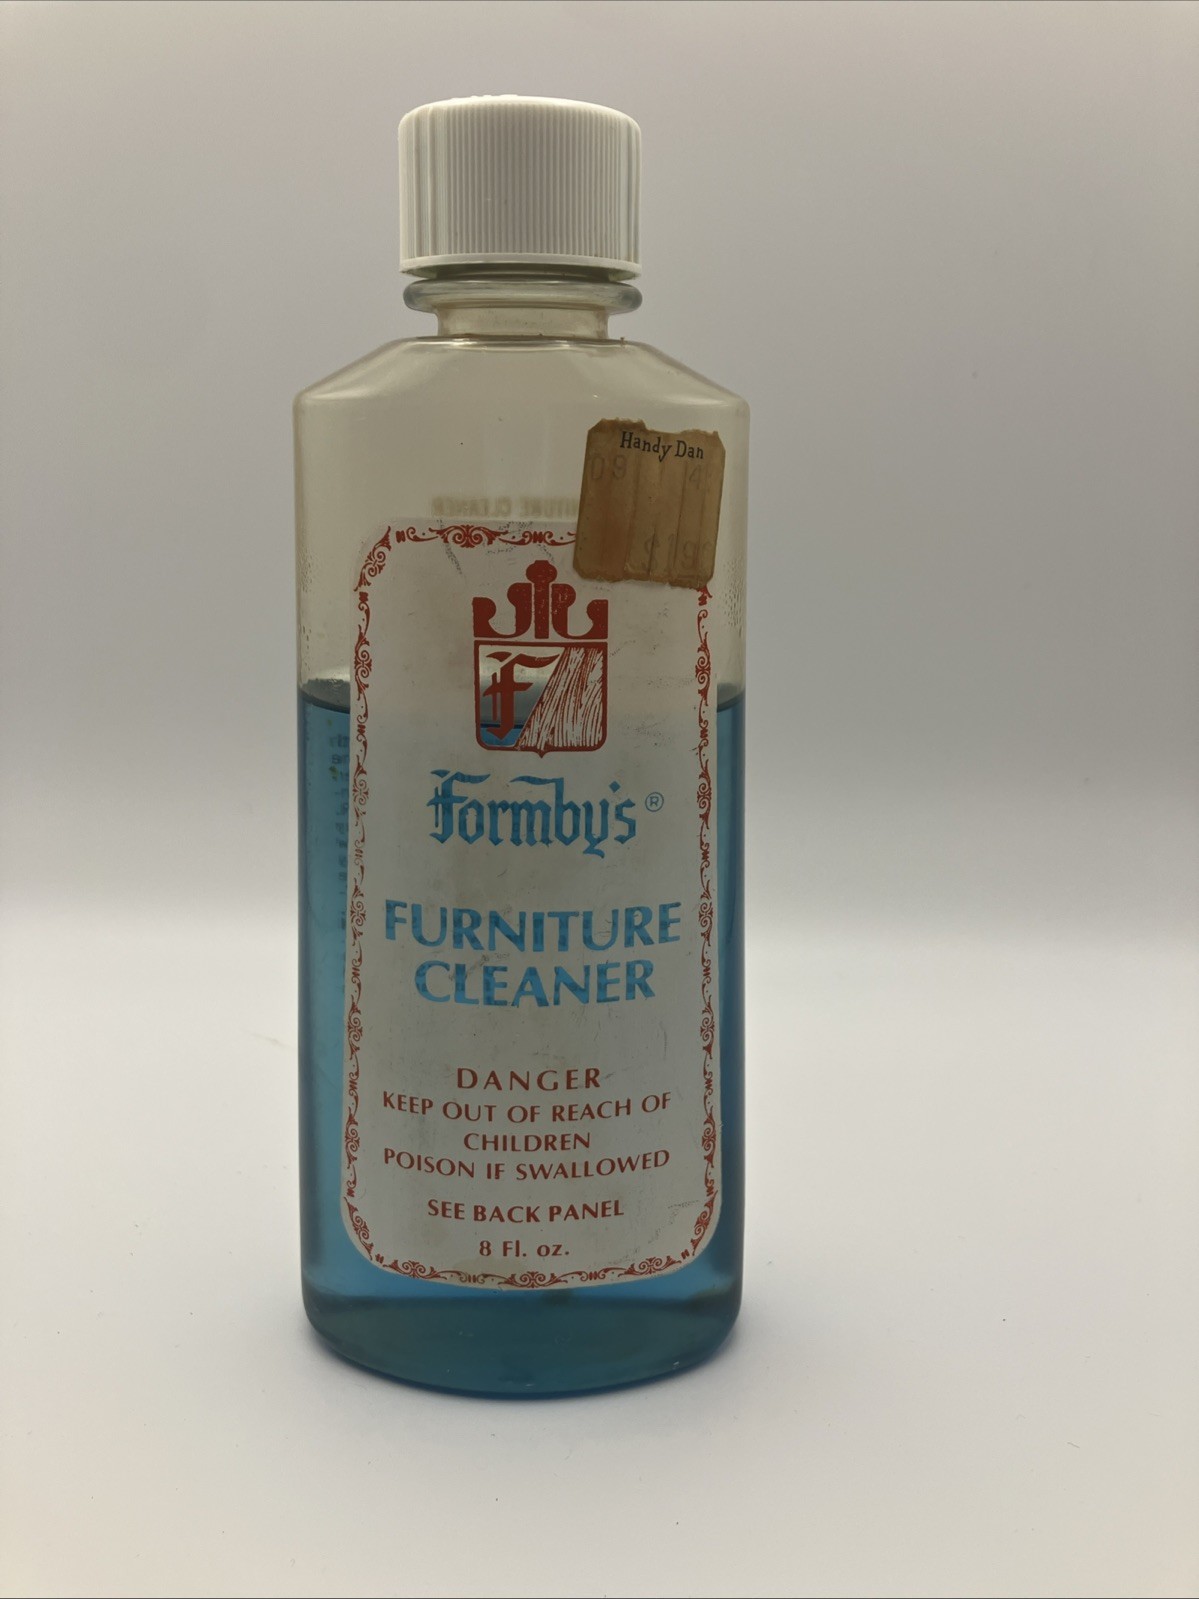 Handy Dan
F
Formby's®
FURNITURE
CLEANER
DANGER
KEEP OUT OF REACH OF
CHILDREN
POISON IF SWALLOWED
SEE BACK PANEL
8 Fl. oz.